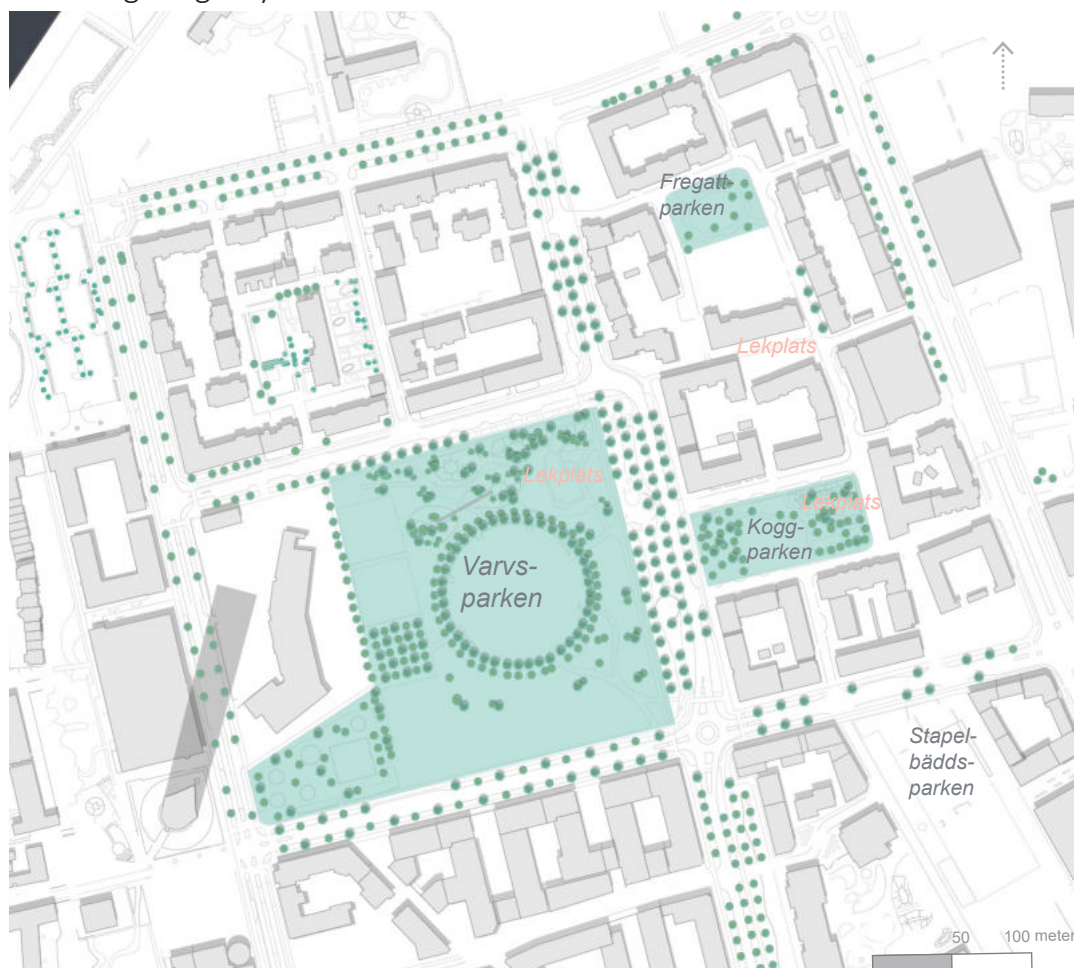 Fregatt-
parken
Lekplats
Lekplats
Lekplats
Kogg-
parken
Varvs-
parken
Stapel-
bädds-
parken
50
100 meter